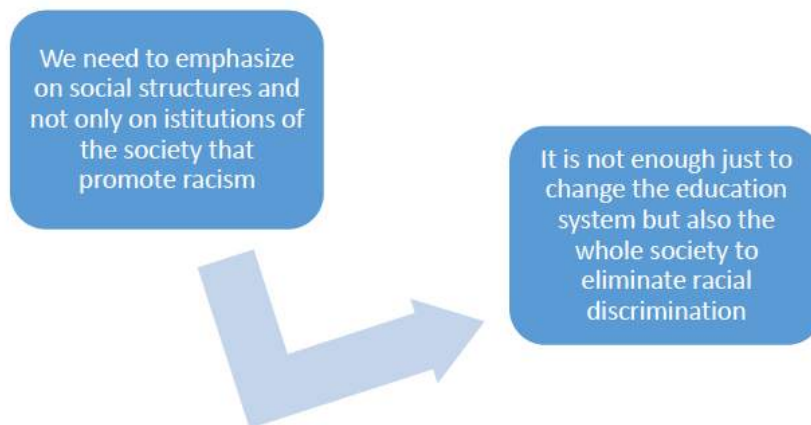 We need to emphasize
on social structures and
not only on istitutions of
the society that
promote racism
It is not enough just to
change the education
system but also the
whole society to
eliminate racial
discrimination